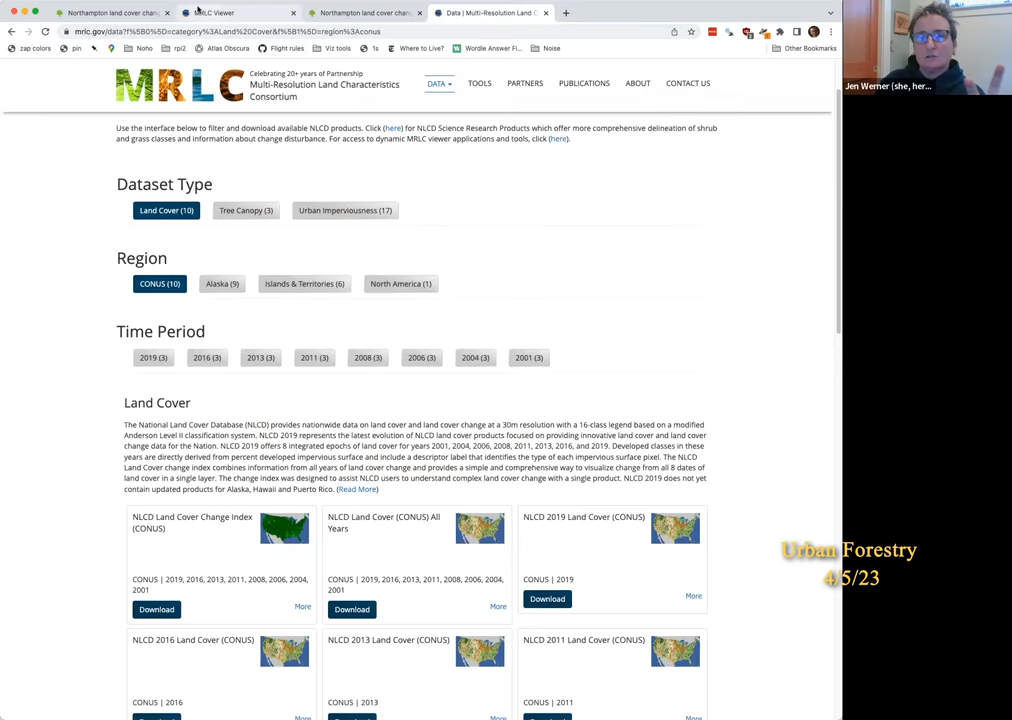 Northampton land cover chan
MRLC Viewer
Northampton land cover chan
Data | Multi-Resolution Land C
mrlc.gov/data?f%5B0%5D=category%3ALand%20Cover&f%5B1%5D=region%3Aconus
zap colors
pin
Noho
rpi2
Atlas Obscura
Flight rules
Viz tools
1s
Where to Live?
Wordle Answer Fi...
Noise
Other Bookmarks
Jen Werner (she, her...
MRLC
Celebrating 20+ years of Partnership
Multi-Resolution Land Characteristics
Consortium
DATA
TOOLS
PARTNERS
PUBLICATIONS
ABOUT
CONTACT US
Use the interface below to filter and download available NLCD products. Click (here) for NLCD Science Research Products which offer more comprehensive delineation of shrub
and grass classes and information about change disturbance. For access to dynamic MRLC viewer applications and tools, click (here).
Dataset Type
Land Cover (10)
Tree Canopy (3)
Urban Imperviousness (17)
Region
CONUS (10)
Alaska (9)
Islands & Territories (6)
North America (1)
Time Period
2019 (3)
2016 (3)
2013 (3)
2011 (3)
2008 (3)
2006 (3)
2004 (3)
2001 (3)
Land Cover
The National Land Cover Database (NLCD) provides nationwide data on land cover and land cover change at a 30m resolution with a 16-class legend based on a modified
Anderson Level II classification system. NLCD 2019 represents the latest evolution of NLCD land cover products focused on providing innovative land cover and land cover
change data for the Nation. NLCD 2019 offers 8 integrated epochs of land cover for years 2001, 2004, 2006, 2008, 2011, 2013, 2016, and 2019. Developed classes in these
years are directly derived from percent developed impervious surface and include a descriptor label that identifies the type of each impervious surface pixel. The NLCD
Land Cover change index combines information from all years of land cover change and provides a simple and comprehensive way to visualize change from all 8 dates
of land cover in a single layer. The change index was designed to assist NLCD users to understand complex land cover change with a single product. NLCD 2019 does not yet
contain updated products for Alaska, Hawaii and Puerto Rico. (Read More)
NLCD Land Cover Change Index
(CONUS)
CONUS | 2019, 2016, 2013, 2011, 2008, 2006, 2004,
2001
Download
More
NLCD Land Cover (CONUS) All
Years
CONUS | 2019, 2016, 2013, 2011, 2008, 2006, 2004,
2001
Download
More
NLCD 2019 Land Cover (CONUS)
CONUS | 2019
Download
More
Urban Forestry
4/5/23
NLCD 2016 Land Cover (CONUS)
CONUS | 2016
Download
More
NLCD 2013 Land Cover (CONUS)
CONUS | 2013
Download
More
NLCD 2011 Land Cover (CONUS)
CONUS | 2011
Download
More